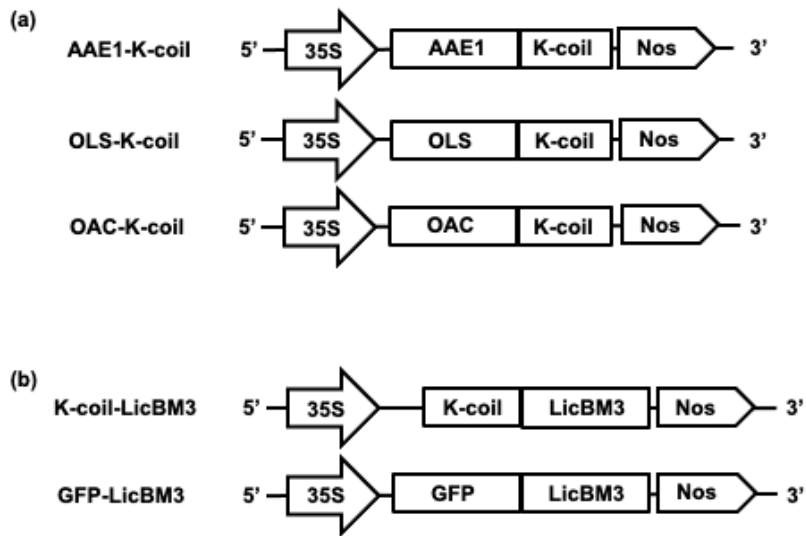 (a)
AAE1-K-coil 5’ 35S AAE1 K-coil Nos 3’
OLS-K-coil 5’ 35S OLS K-coil Nos 3’
OAC-K-coil 5’ 35S OAC K-coil Nos 3’
(b)
K-coil-LicBM3 5’ 35S K-coil LicBM3 Nos 3’
GFP-LicBM3 5’ 35S GFP LicBM3 Nos 3’